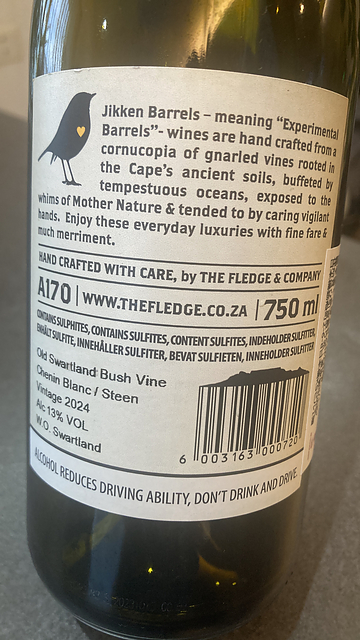 Jikken Barrels – meaning "Experimental
Barrels"- wines are hand crafted from a
cornucopia of gnarled vines rooted in
the Cape's ancient soils, buffeted by
tempestuous oceans, exposed to the
whims of Mother Nature & tended to by caring vigilant
hands. Enjoy these everyday luxuries with fine fare &
much merriment.
HAND CRAFTED WITH CARE, by THE FLEDGE & COMPANY
A170 | WWW.THEFLEDGE.CO.ZA | 750 ml
CONTAINS SULPHITES, CONTAINS SULFITES, CONTENT SULFITES, INDEHOLDER SULFITTER,
ENHÄLT SULFITE, INNEHÅLLER SULFITER, BEVAT SULFIETEN, INNEHOLDER SULFITTER
Old Swartland Bush Vine
Chenin Blanc / Steen
Vintage 2024
Alc 13% VOL
W.O. Swartland
6 003163 000720
ALCOHOL REDUCES DRIVING ABILITY, DON'T DRINK AND DRIVE.